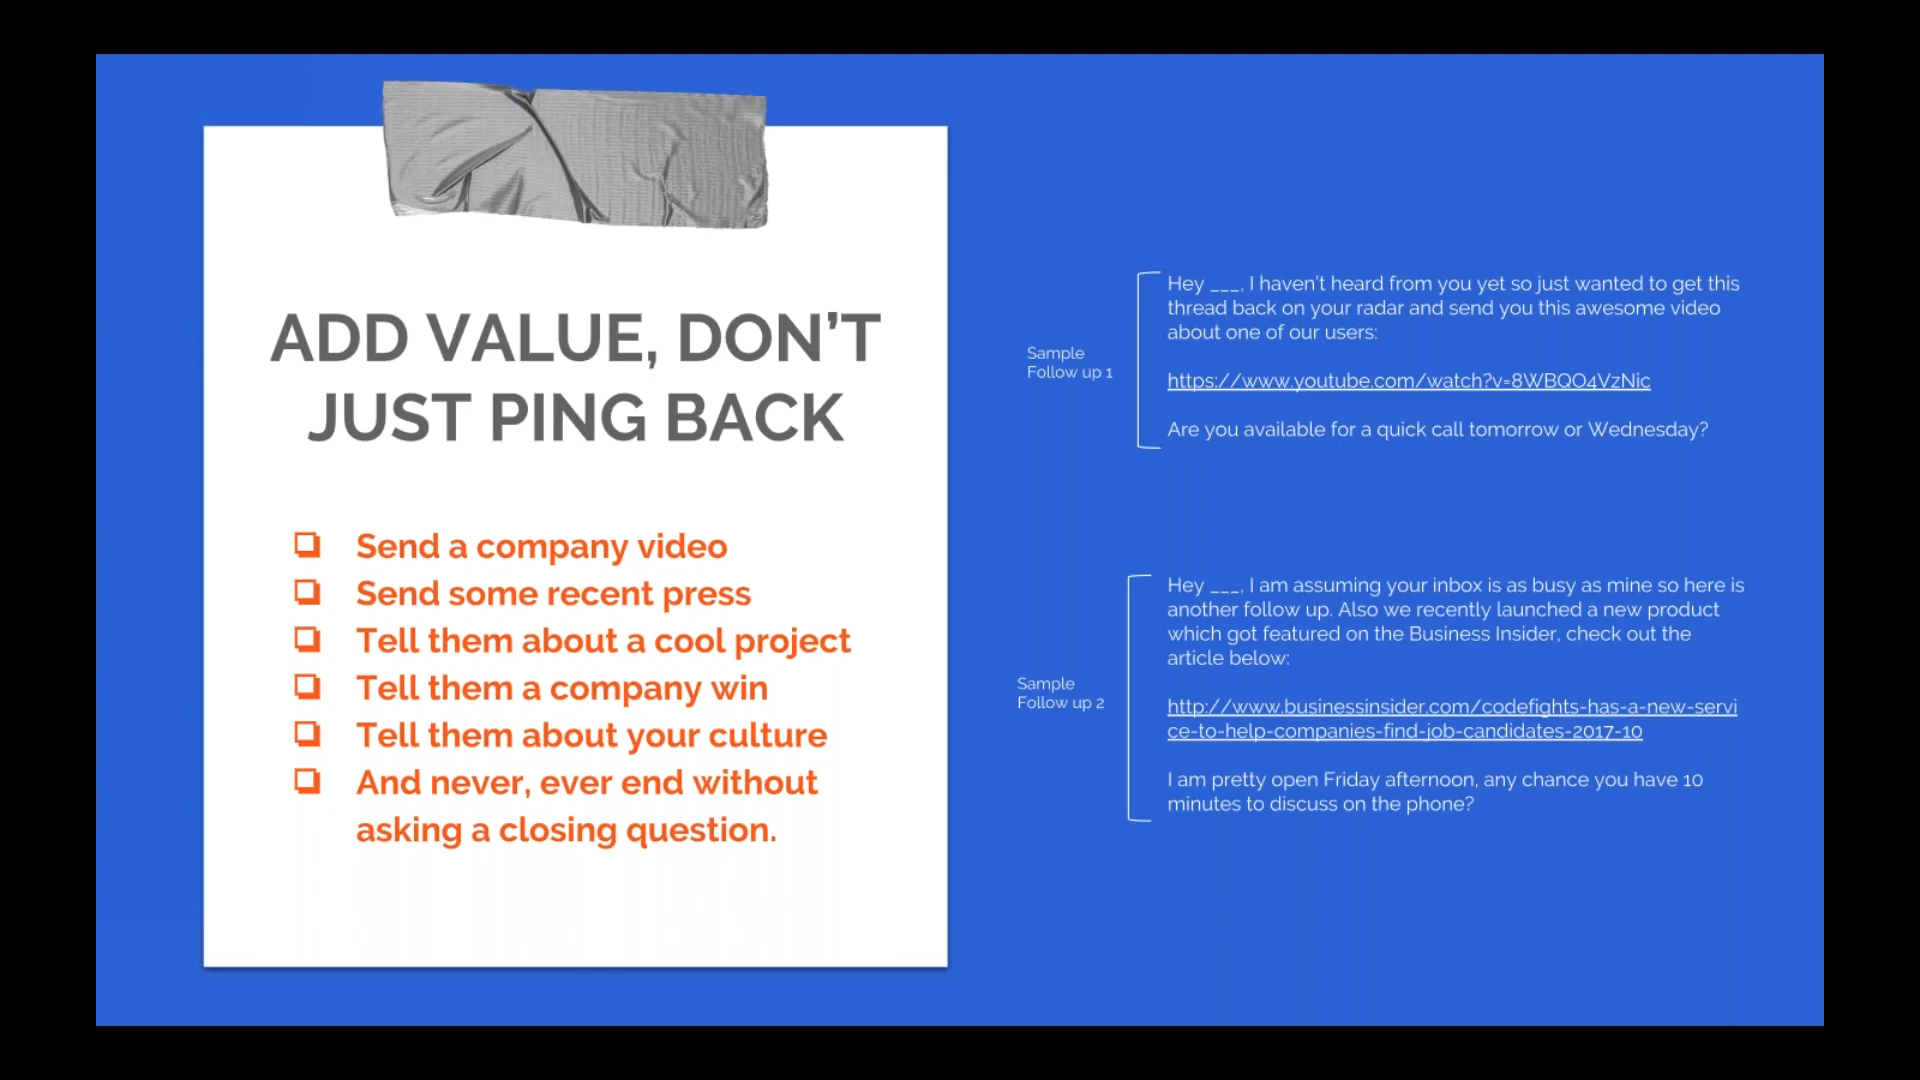 ADD VALUE, DON'T
JUST PING BACK
Send a company video
Send some recent press
Tell them about a cool project
Tell them a company win
Tell them about your culture
And never, ever end without
asking a closing question.
Sample
Follow up 1
Hey ___, I haven't heard from you yet so just wanted to get this
thread back on your radar and send you this awesome video
about one of our users:
https://www.youtube.com/watch?v=8WBQO4VzNic
Are you available for a quick call tomorrow or Wednesday?
Sample
Follow up 2
Hey ___, I am assuming your inbox is as busy as mine so here is
another follow up. Also we recently launched a new product
which got featured on the Business Insider, check out the
article below:
http://www.businessinsider.com/codefights-has-a-new-servi
ce-to-help-companies-find-job-candidates-2017-10
I am pretty open Friday afternoon, any chance you have 10
minutes to discuss on the phone?